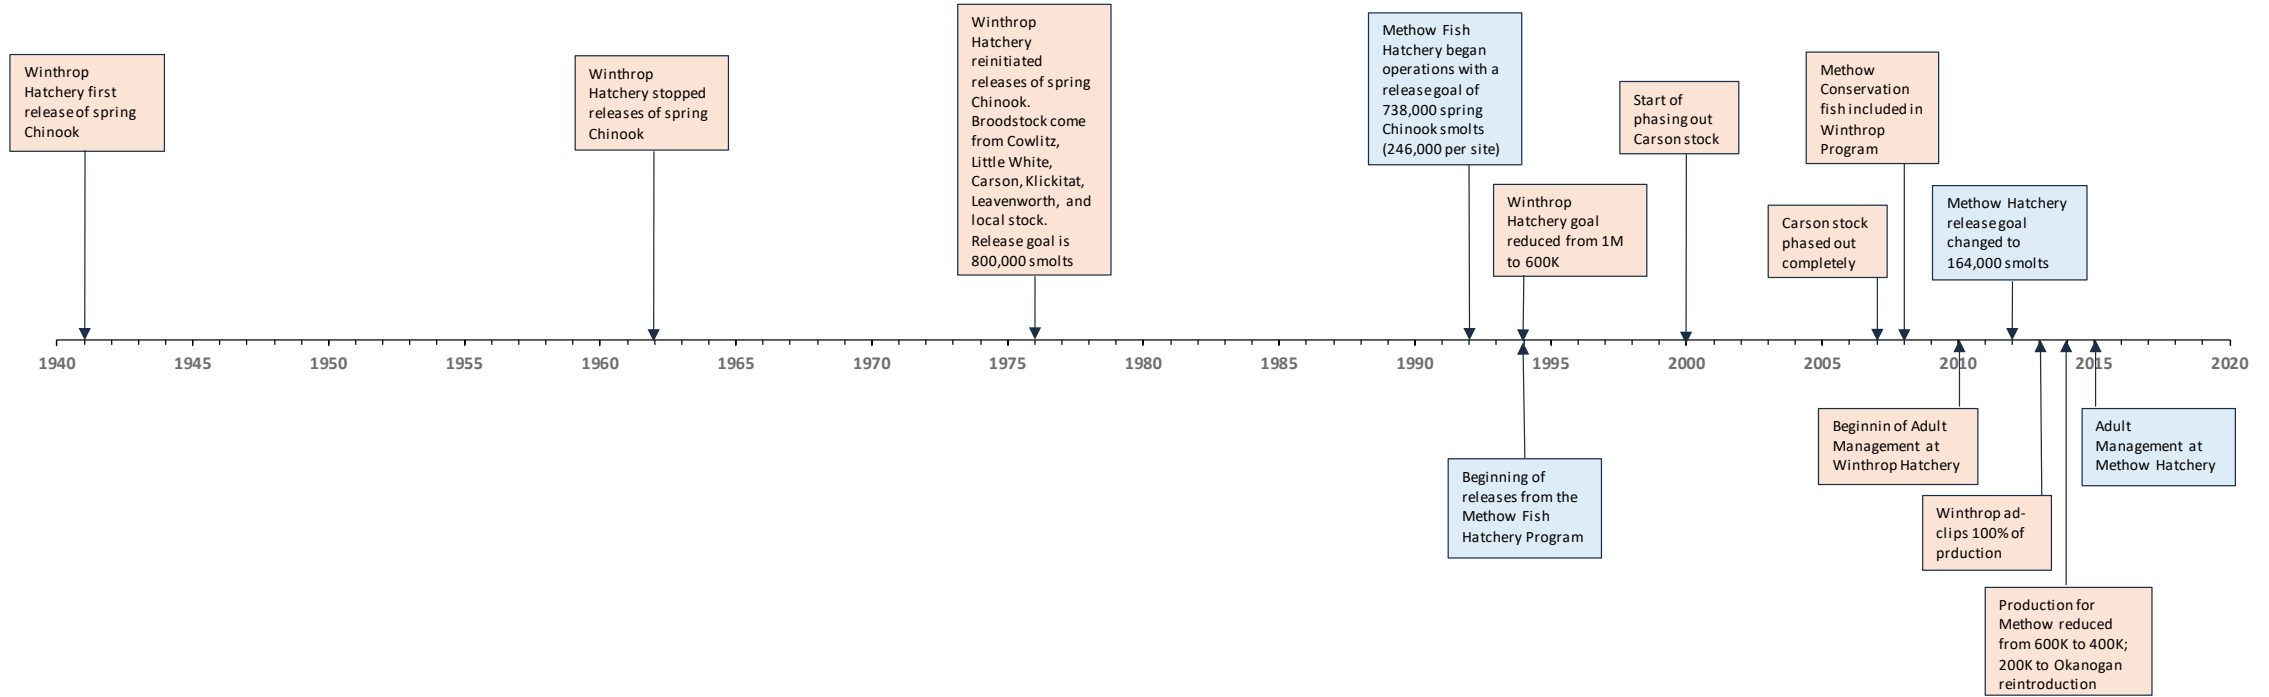 Winthrop
Hatchery first
release of spring
Chinook
Winthrop
Hatchery stopped
releases of spring
Chinook
Winthrop
Hatchery
reinitiated
releases of spring
Chinook.
Broodstock come
from Cowlitz,
Little White,
Carson, Klickitat,
Leavenworth, and
local stock.
Release goal is
800,000 smolts
Methow Fish
Hatchery began
operations with a
release goal of
738,000 spring
Chinook smolts
(246,000 per site)
Winthrop
Hatchery goal
reduced from 1M
to 600K
Start of
phasing out
Carson stock
Carson stock
phased out
completely
Methow
Conservation
fish included in
Winthrop
Program
Methow Hatchery
release goal
changed to
164,000 smolts
1940 1945 1950 1955 1960 1965 1970 1975 1980 1985 1990 1995 2000 2005 2010 2015 2020
Beginning of
releases from the
Methow Fish
Hatchery Program
Beginnin of Adult
Management at
Winthrop Hatchery
Winthrop ad-
clips 100% of
prduction
Production for
Methow reduced
from 600K to 400K;
200K to Okanogan
reintroduction
Adult
Management at
Methow Hatchery